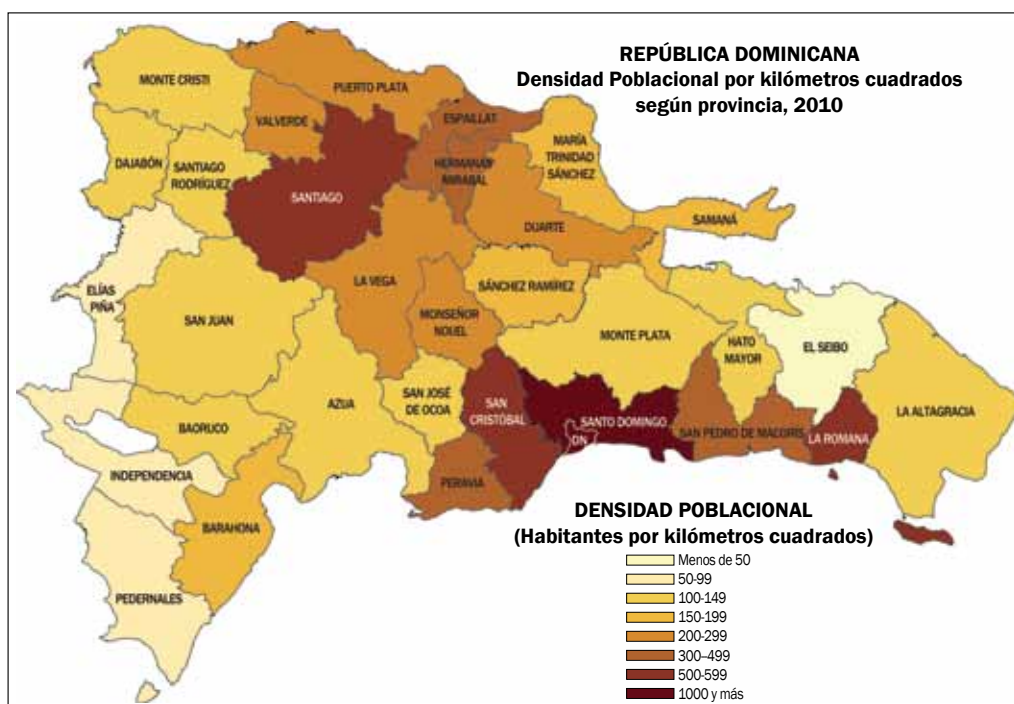 REPÚBLICA DOMINICANA
Densidad Poblacional por kilómetros cuadrados
según provincia, 2010
MONTE CRISTI
PUERTO PLATA
VALVERDE
ESPAILLAT
DAJABÓN
SANTIAGO
RODRÍGUEZ
SANTIAGO
HERMANAS
MIRABAL
MARÍA
TRINIDAD
SÁNCHEZ
SAMANÁ
DUARTE
ELÍAS
PIÑA
SAN JUAN
LA VEGA
MONSEÑOR
NOUEL
SÁNCHEZ RAMÍREZ
MONTE PLATA
HATO
MAYOR
EL SEIBO
LA ALTAGRACIA
AZUA
SAN JOSÉ
DE OCOA
SAN
CRISTÓBAL
SANTO DOMINGO
DN
SAN PEDRO DE MACORIS
LA ROMANA
BAORUCO
INDEPENDENCIA
BARAHONA
PERAVIA
PEDERNALES
DENSIDAD POBLACIONAL
(Habitantes por kilómetros cuadrados)
Menos de 50
50-99
100-149
150-199
200-299
300–499
500-599
1000 y más